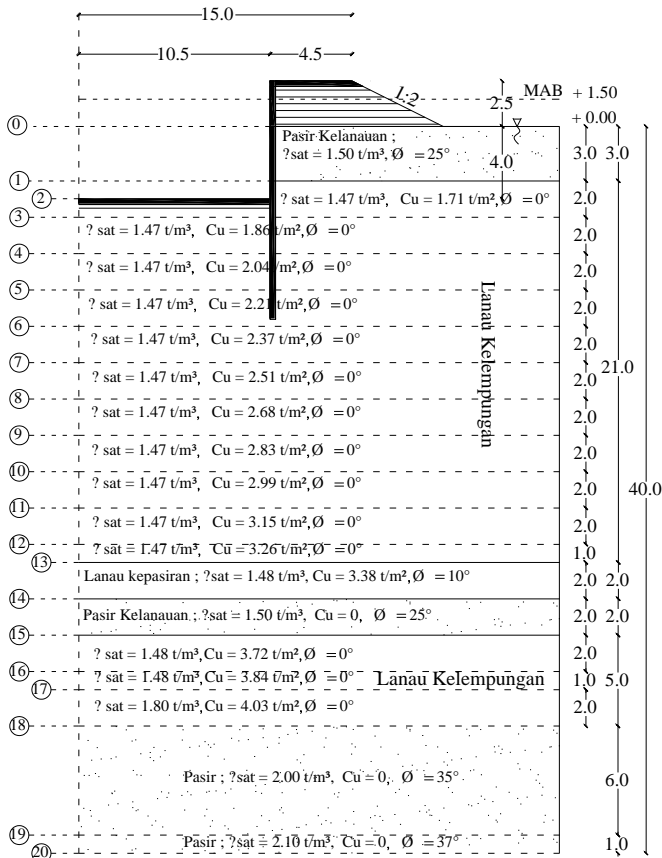 15.0
10.5 4.5
1:2
2.5
MAB + 1.50
+ 0.00
0
Pasir Kelanauan ;
?sat = 1.50 t/m³, Ø = 25°
4.0
3.0 3.0
1
2
? sat = 1.47 t/m³, Cu = 1.71 t/m², Ø = 0°
2.0
3
? sat = 1.47 t/m³, Cu = 1.86 t/m², Ø = 0°
2.0
4
? sat = 1.47 t/m³, Cu = 2.04 t/m², Ø = 0°
2.0
5
? sat = 1.47 t/m³, Cu = 2.21 t/m², Ø = 0°
2.0
6
? sat = 1.47 t/m³, Cu = 2.37 t/m², Ø = 0°
2.0
Lanau Kelempungan
7
21.0
? sat = 1.47 t/m³, Cu = 2.51 t/m², Ø = 0°
2.0
8
? sat = 1.47 t/m³, Cu = 2.68 t/m², Ø = 0°
2.0
9
? sat = 1.47 t/m³, Cu = 2.83 t/m², Ø = 0°
2.0
10
? sat = 1.47 t/m³, Cu = 2.99 t/m², Ø = 0°
2.0
40.0
11
? sat = 1.47 t/m³, Cu = 3.15 t/m², Ø = 0°
2.0
12
? sat = 1.47 t/m³, Cu = 3.26 t/m², Ø = 0°
1.0
13
Lanau kepasiran ; ?sat = 1.48 t/m³, Cu = 3.38 t/m², Ø = 10°
2.0 2.0
14
Pasir Kelanauan ; ?sat = 1.50 t/m³, Cu = 0, Ø = 25°
2.0 2.0
15
? sat = 1.48 t/m³, Cu = 3.72 t/m², Ø = 0°
2.0
16
? sat = 1.48 t/m³, Cu = 3.84 t/m², Ø = 0°
Lanau Kelempungan
1.0 5.0
17
? sat = 1.80 t/m³, Cu = 4.03 t/m², Ø = 0°
2.0
18
Pasir ; ?sat = 2.00 t/m³, Cu = 0, Ø = 35°
6.0
19
Pasir ; ?sat = 2.10 t/m³, Cu = 0, Ø = 37°
1.0
20